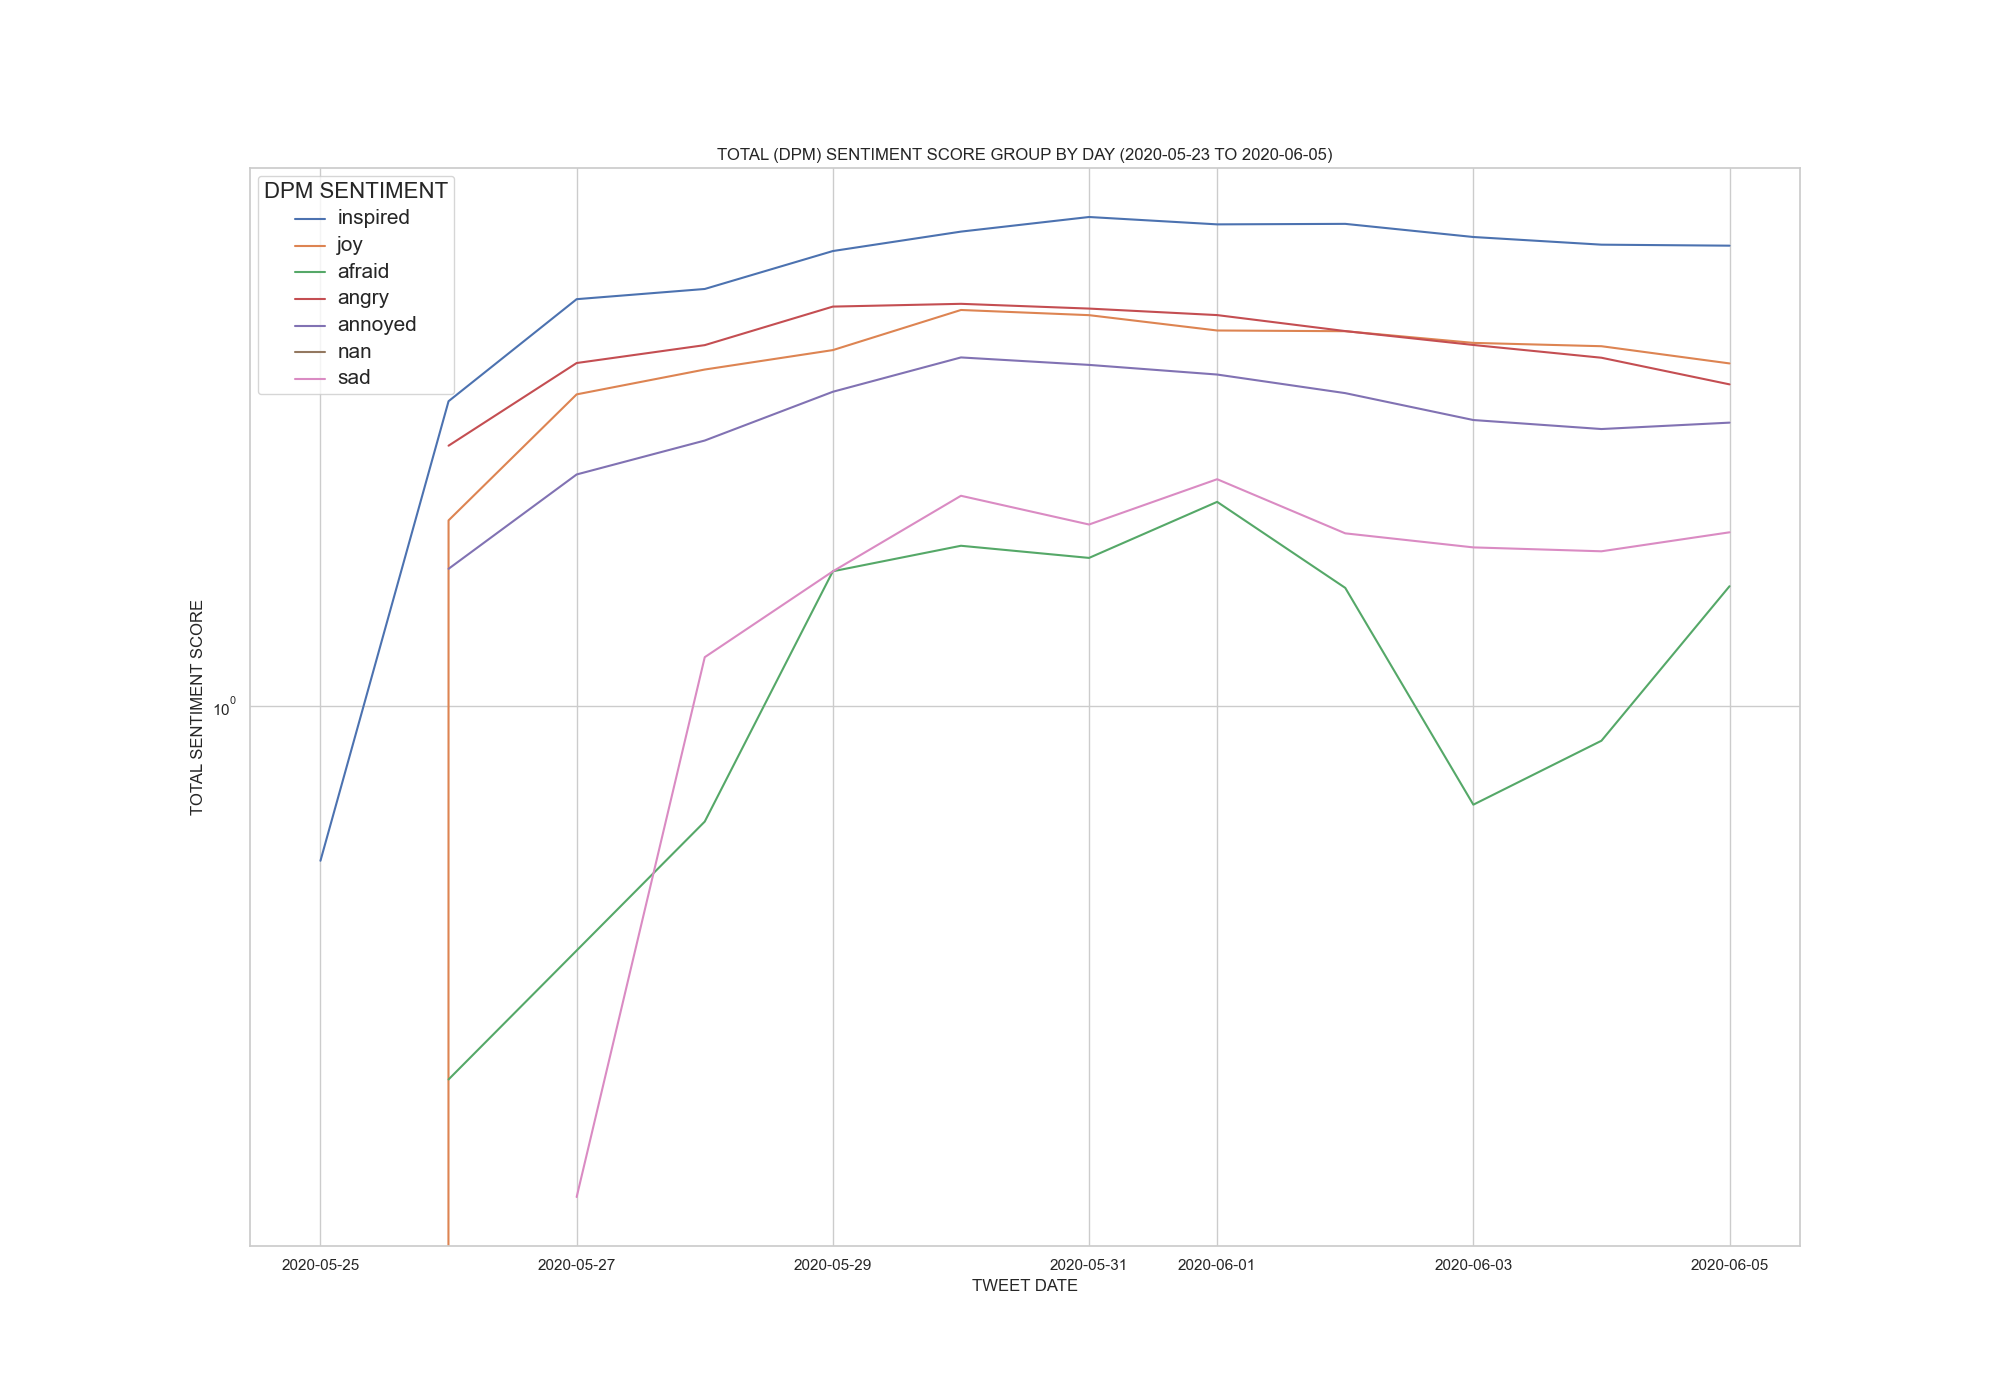 TOTAL (DPM) SENTIMENT SCORE GROUP BY DAY (2020-05-23 TO 2020-06-05)
DPM SENTIMENT
inspired
joy
afraid
angry
annoyed
nan
sad
TOTAL SENTIMENT SCORE
10⁰
2020-05-25 2020-05-27 2020-05-29 2020-05-31 2020-06-01 2020-06-03 2020-06-05
TWEET DATE